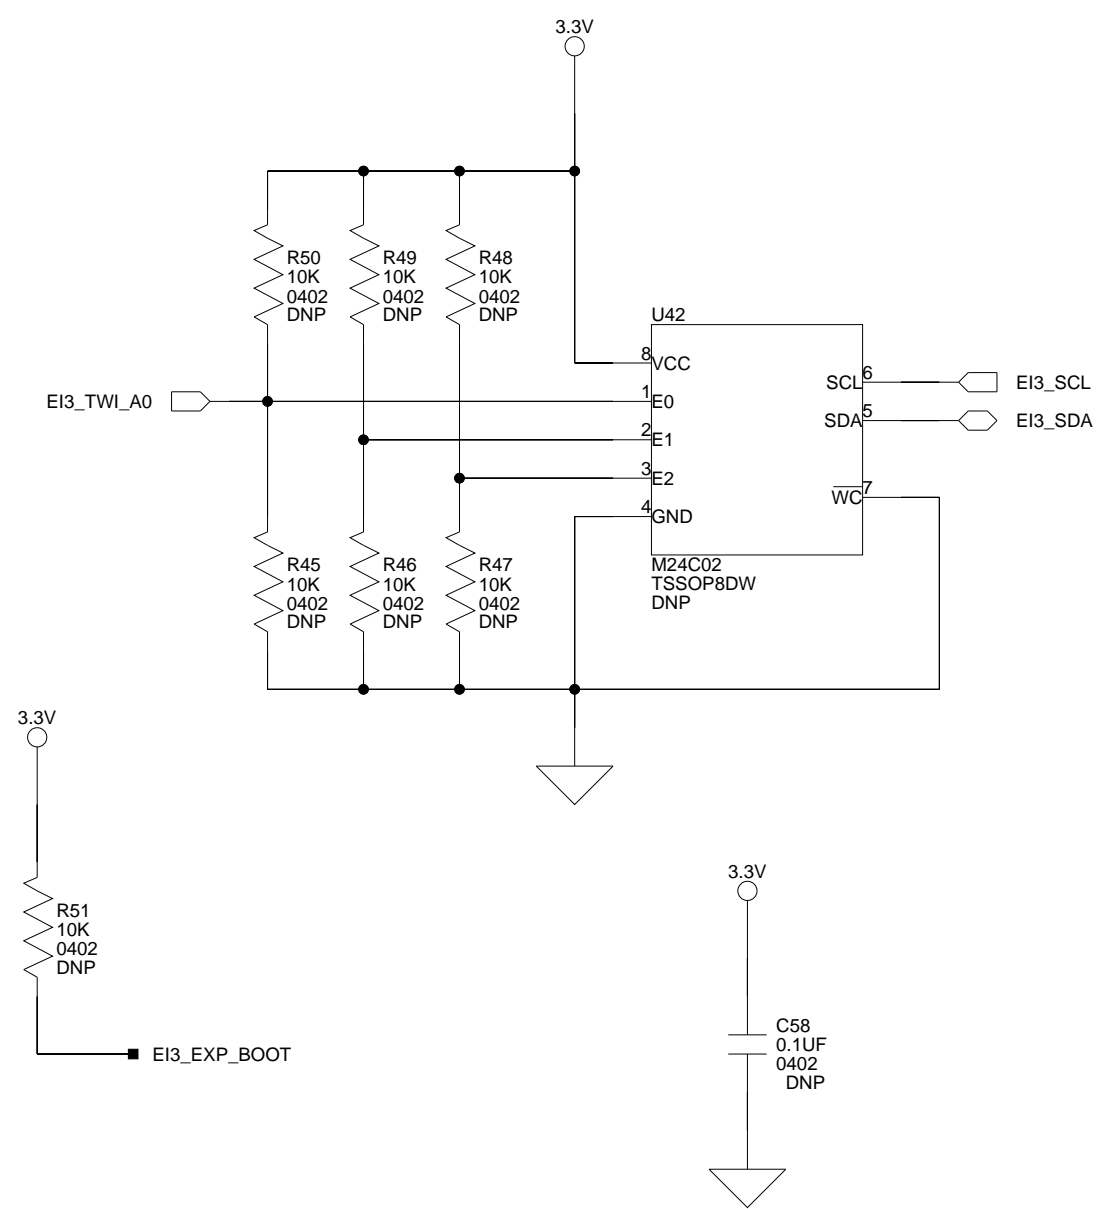 3.3V
R50
10K
0402
DNP
R49
10K
0402
DNP
R48
10K
0402
DNP
U42
8
VCC
EI3_TWI_A0
1
E0
2
E1
3
E2
4
GND
SCL
6
EI3_SCL
SDA
5
EI3_SDA
WC
7
M24C02
TSSOP8DW
DNP
R45
10K
0402
DNP
R46
10K
0402
DNP
R47
10K
0402
DNP
3.3V
R51
10K
0402
DNP
EI3_EXP_BOOT
3.3V
C58
0.1UF
0402
DNP